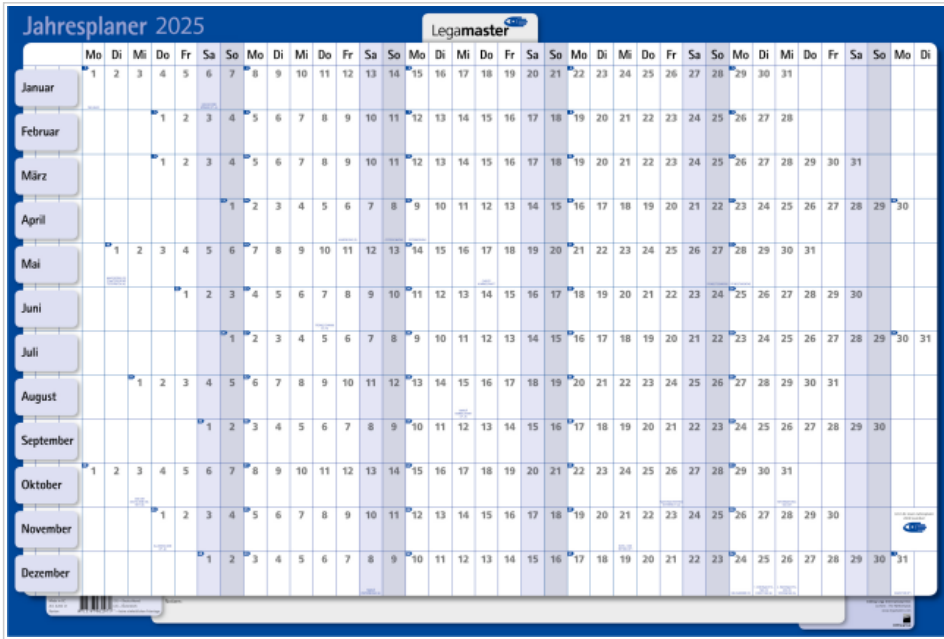 Jahresplaner 2025
Legamaster
Mo Di Mi Do Fr Sa So Mo Di Mi Do Fr Sa So Mo Di Mi Do Fr Sa So Mo Di Mi Do Fr Sa So Mo Di Mi Do Fr Sa So Mo Di
Januar 1 2 3 4 5 6 7 8 9 10 11 12 13 14 15 16 17 18 19 20 21 22 23 24 25 26 27 28 29 30 31
Februar 1 2 3 4 5 6 7 8 9 10 11 12 13 14 15 16 17 18 19 20 21 22 23 24 25 26 27 28
März 1 2 3 4 5 6 7 8 9 10 11 12 13 14 15 16 17 18 19 20 21 22 23 24 25 26 27 28 29 30 31
April 1 2 3 4 5 6 7 8 9 10 11 12 13 14 15 16 17 18 19 20 21 22 23 24 25 26 27 28 29 30
Mai 1 2 3 4 5 6 7 8 9 10 11 12 13 14 15 16 17 18 19 20 21 22 23 24 25 26 27 28 29 30 31
Juni 1 2 3 4 5 6 7 8 9 10 11 12 13 14 15 16 17 18 19 20 21 22 23 24 25 26 27 28 29 30
Juli 1 2 3 4 5 6 7 8 9 10 11 12 13 14 15 16 17 18 19 20 21 22 23 24 25 26 27 28 29 30 31
August 1 2 3 4 5 6 7 8 9 10 11 12 13 14 15 16 17 18 19 20 21 22 23 24 25 26 27 28 29 30 31
September 1 2 3 4 5 6 7 8 9 10 11 12 13 14 15 16 17 18 19 20 21 22 23 24 25 26 27 28 29 30
Oktober 1 2 3 4 5 6 7 8 9 10 11 12 13 14 15 16 17 18 19 20 21 22 23 24 25 26 27 28 29 30 31
November 1 2 3 4 5 6 7 8 9 10 11 12 13 14 15 16 17 18 19 20 21 22 23 24 25 26 27 28 29 30
Dezember 1 2 3 4 5 6 7 8 9 10 11 12 13 14 15 16 17 18 19 20 21 22 23 24 25 26 27 28 29 30 31